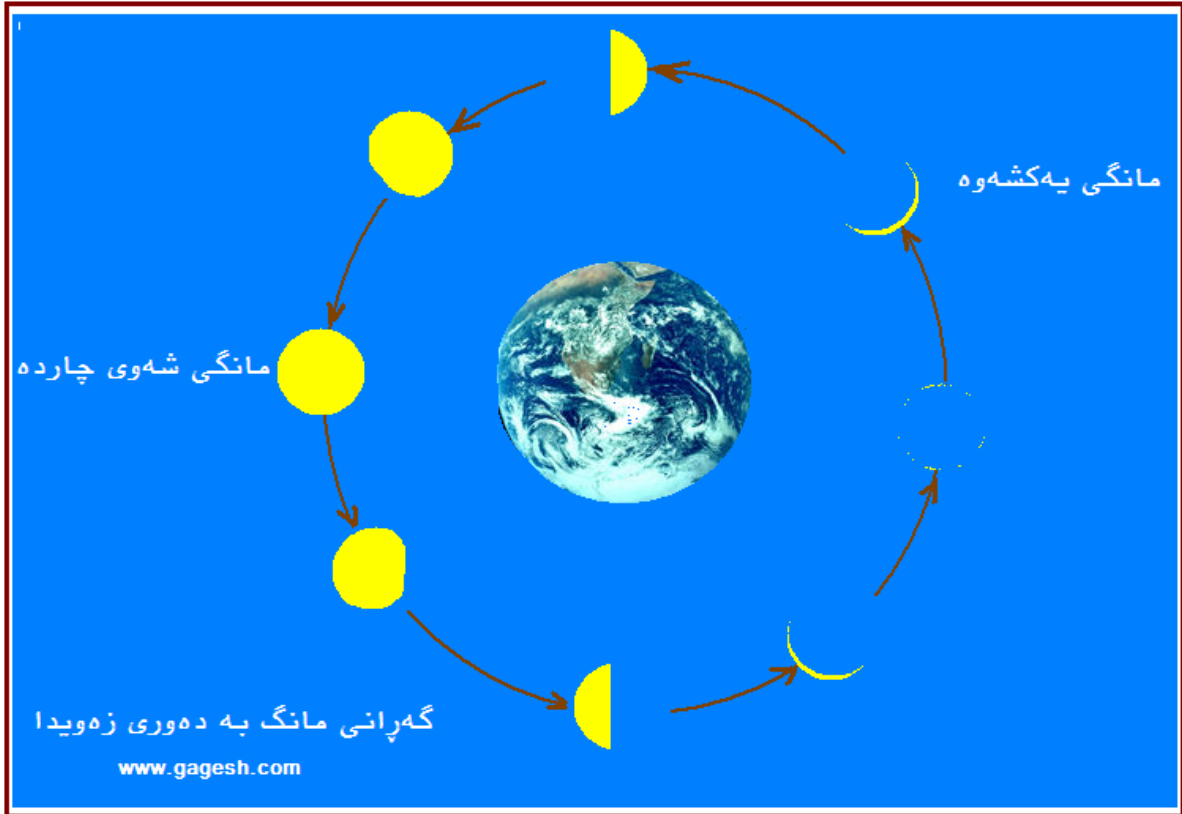 مانگی یەکشەوە
مانگی شەوی چاردە
گەڕانی مانگ بە دەوری زەویدا
www.gagesh.com